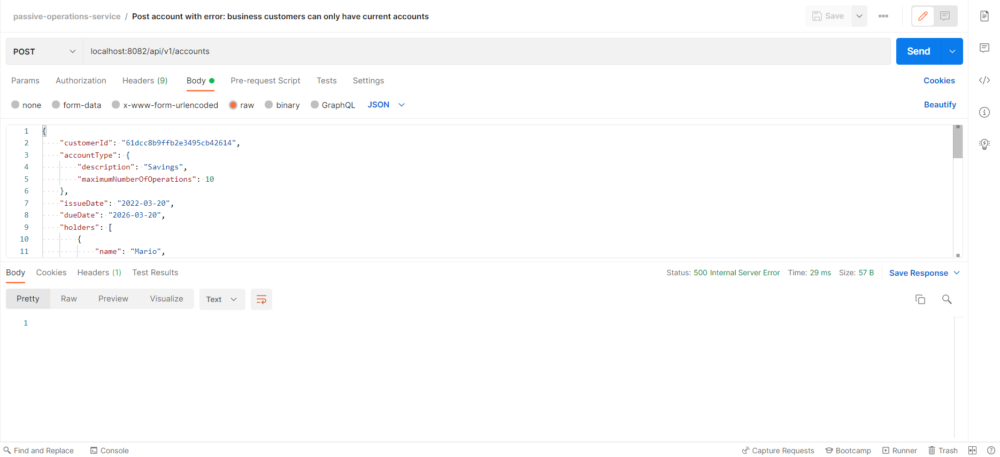 passive-operations-service / Post account with error: business customers can only have current accounts
Save
POST
localhost:8082/api/v1/accounts
Send
Params Authorization Headers (9) Body Pre-request Script Tests Settings
Cookies
none form-data x-www-form-urlencoded raw binary GraphQL JSON
Beautify
1 {
2 "customerId": "61dcc8b9ffb2e3495cb42614",
3 "accountType": {
4 "description": "Savings",
5 "maximumNumberOfOperations": 10
6 },
7 "issueDate": "2022-03-20",
8 "dueDate": "2026-03-20",
9 "holders": [
10 {
11 "name": "Mario",
Body Cookies Headers (1) Test Results
Status: 500 Internal Server Error Time: 29 ms Size: 57 B Save Response
Pretty Raw Preview Visualize Text
1
Find and Replace Console
Capture Requests Bootcamp Runner Trash